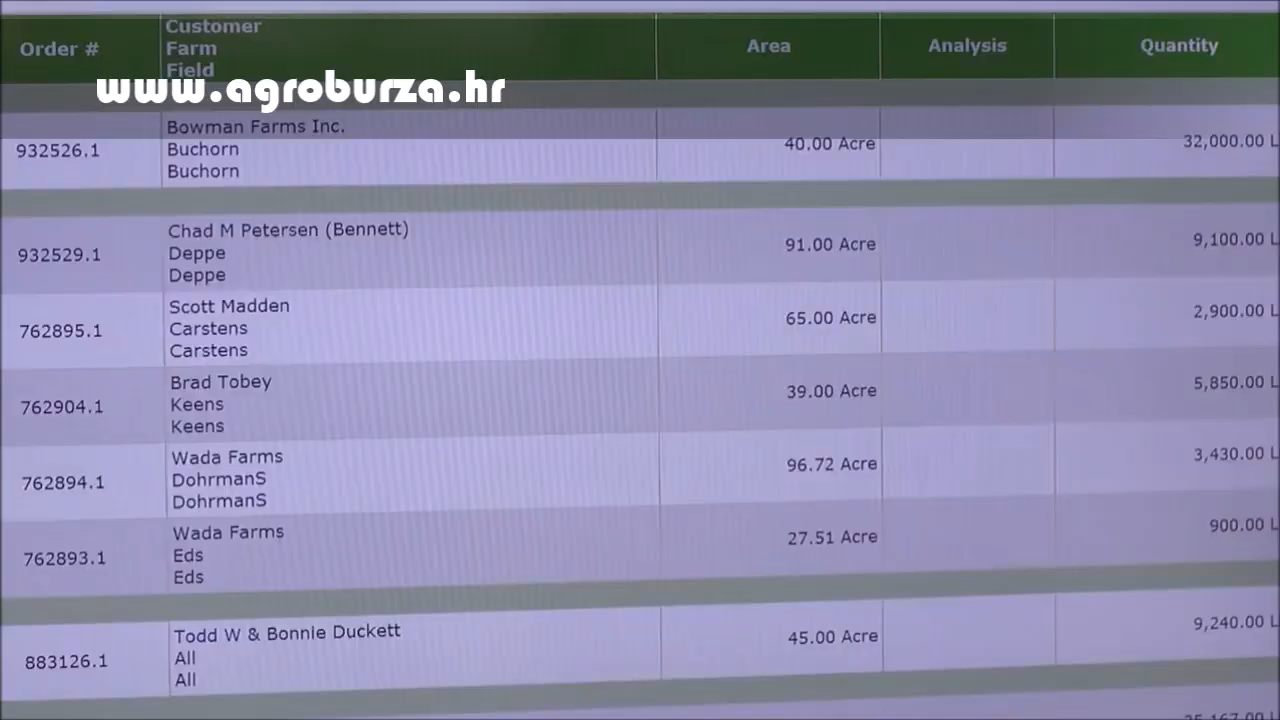 Order #
Customer
Farm
Field
Area
Analysis
Quantity
www.agroburza.hr
932526.1
Bowman Farms Inc.
Buchorn
Buchorn
40.00 Acre
32,000.00 L
932529.1
Chad M Petersen (Bennett)
Deppe
Deppe
91.00 Acre
9,100.00 L
762895.1
Scott Madden
Carstens
Carstens
65.00 Acre
2,900.00 L
762904.1
Brad Tobey
Keens
Keens
39.00 Acre
5,850.00 L
762894.1
Wada Farms
DohrmanS
DohrmanS
96.72 Acre
3,430.00 L
762893.1
Wada Farms
Eds
Eds
27.51 Acre
900.00 L
883126.1
Todd W & Bonnie Duckett
All
All
45.00 Acre
9,240.00 L